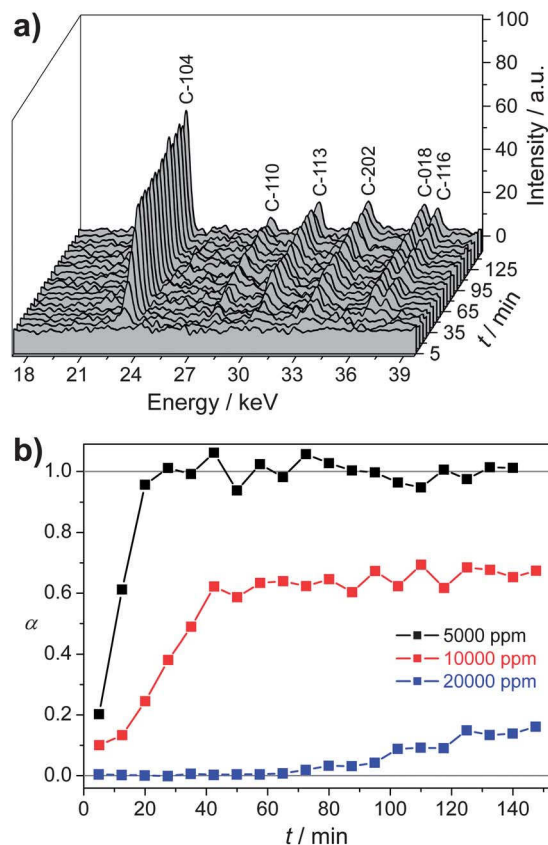 a)
C-104
C-110
C-113
C-202
C-018
C-116
100
80
60
40
20
0
Intensity / a.u.
125
95
65
35
5
t / min
18 21 24 27 30 33 36 39
Energy / keV
b)
1.0
0.8
0.6
0.4
0.2
0.0
α
5000 ppm
10000 ppm
20000 ppm
0 20 40 60 80 100 120 140
t / min